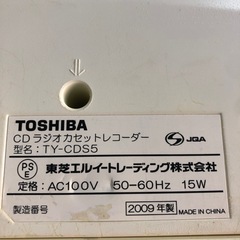 TOSHIBA
CDラジオカセットレコーダー
型名：TY-CDS5
JQA
PSE 東芝エルイートレーディング株式会社
定格：AC100V 50-60Hz 15W
製造番号 2009年製
MADE IN CHINA